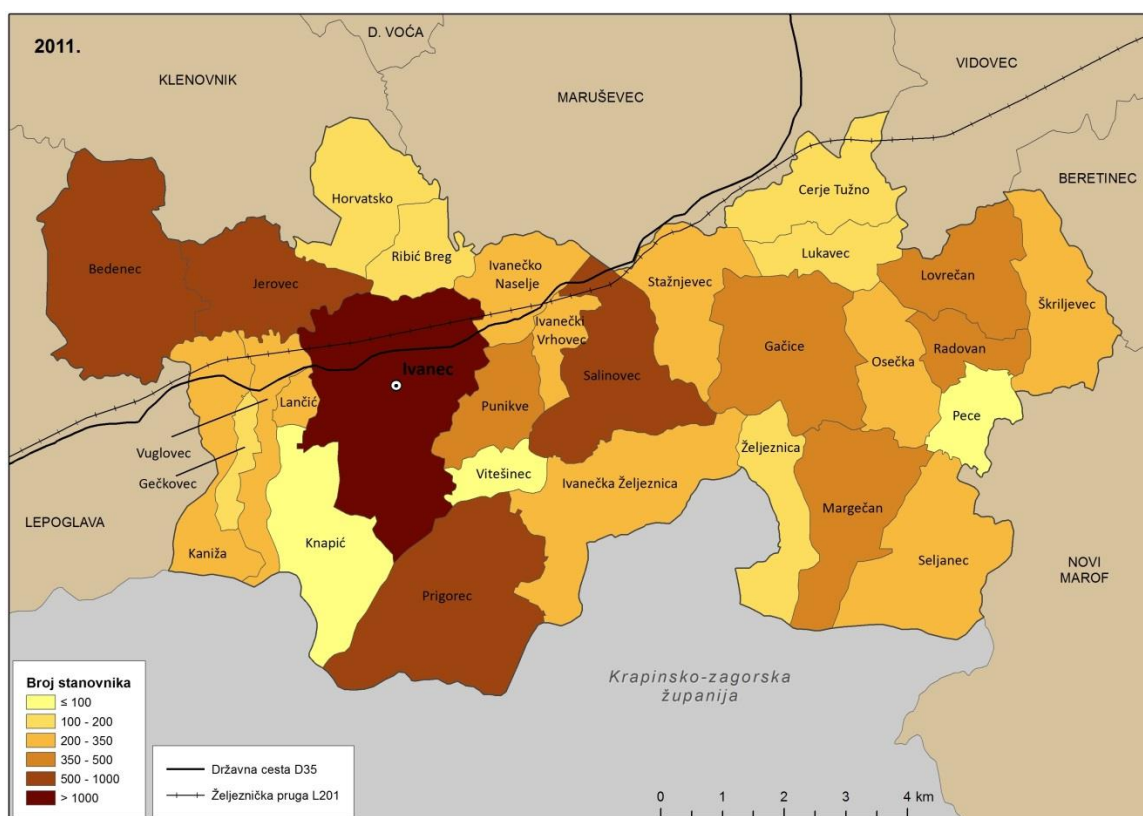 2011.
D. VOĆA
KLENOVNIK
MARUŠEVEC
VIDOVEC
BERETINEC
Horvatsko
Cerje Tužno
Bedenec
Jerovec
Ribić Breg
Ivanečko
Naselje
Stažnjevec
Lukavec
Lovrečan
Škriljevec
Ivanečki
Vrhovec
Gačice
Osečka
Radovan
Ivanec
Salinovec
Lančić
Punikve
Pece
Vuglovec
Gečkovec
Vitešinec
Ivanečka Željeznica
Željeznica
LEPOGLAVA
Kaniža
Knapić
Margečan
Seljanec
NOVI
MAROF
Prigorec
Krapinsko-zagorska
županija
Broj stanovnika
≤ 100
100 - 200
200 - 350
350 - 500
500 - 1000
> 1000
Državna cesta D35
Željeznička pruga L201
0 1 2 3 4 km